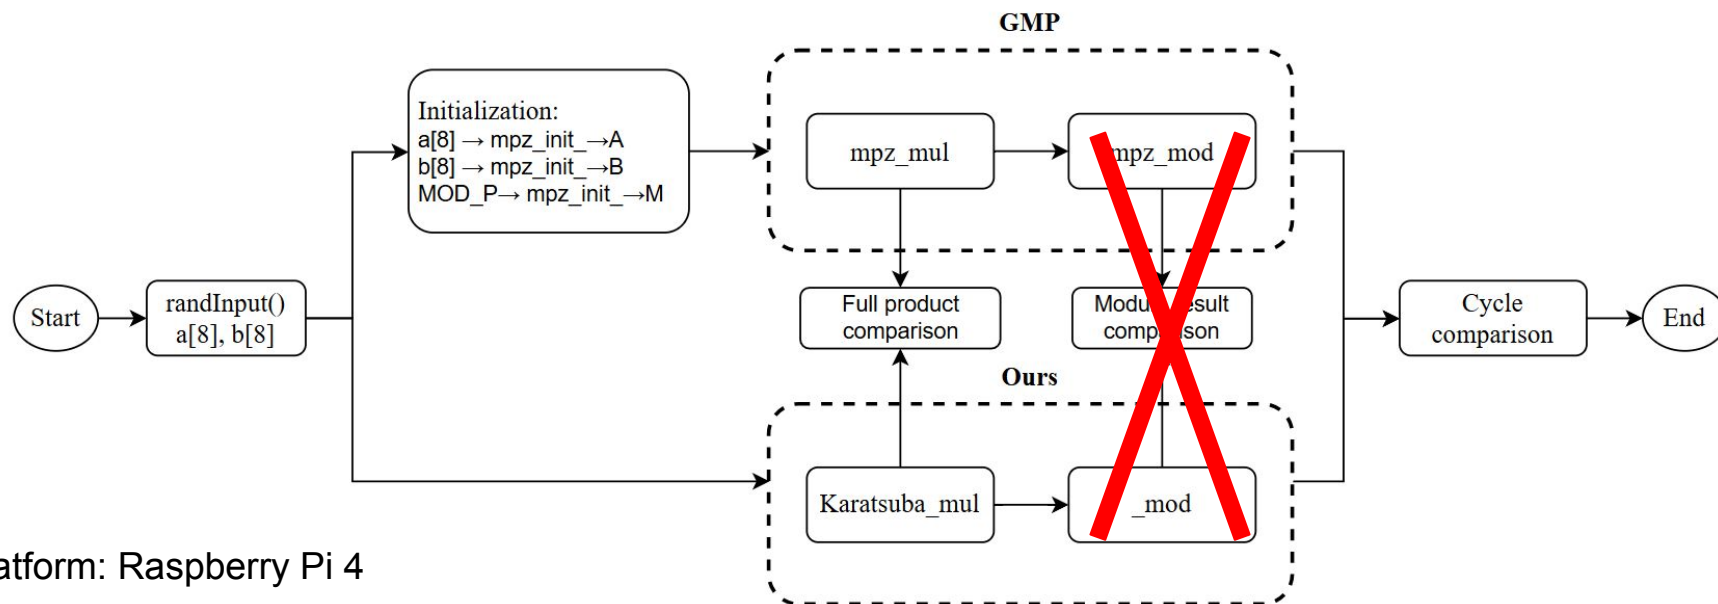 GMP
Initialization:
a[8] → mpz_init_→A
b[8] → mpz_init_→B
MOD_P→ mpz_init_→M
mpz_mul
mpz_mod
Start
randInput()
a[8], b[8]
Full product
comparison
comparison
Cycle
comparison
End
Ours
Karatsuba_mul
_mod
atform: Raspberry Pi 4